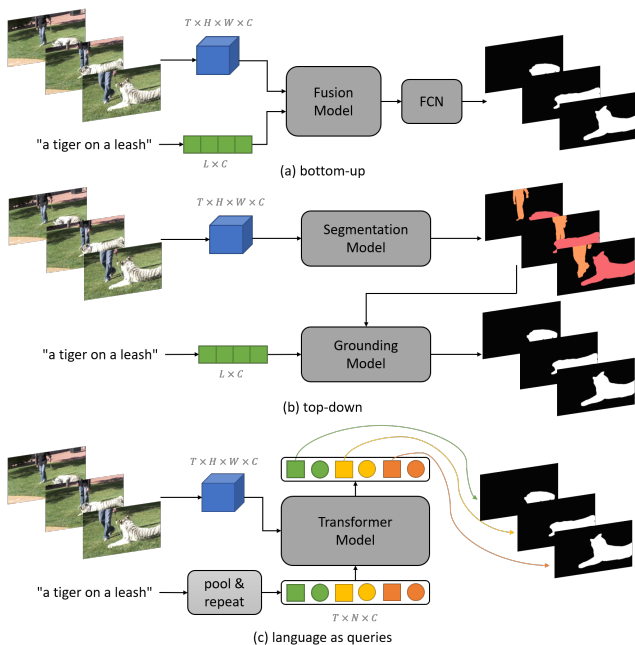 T × H × W × C
Fusion
Model
FCN
"a tiger on a leash"
L × C
(a) bottom-up
T × H × W × C
Segmentation
Model
"a tiger on a leash"
Grounding
Model
L × C
(b) top-down
T × H × W × C
Transformer
Model
"a tiger on a leash"
pool &
repeat
T × N × C
(c) language as queries